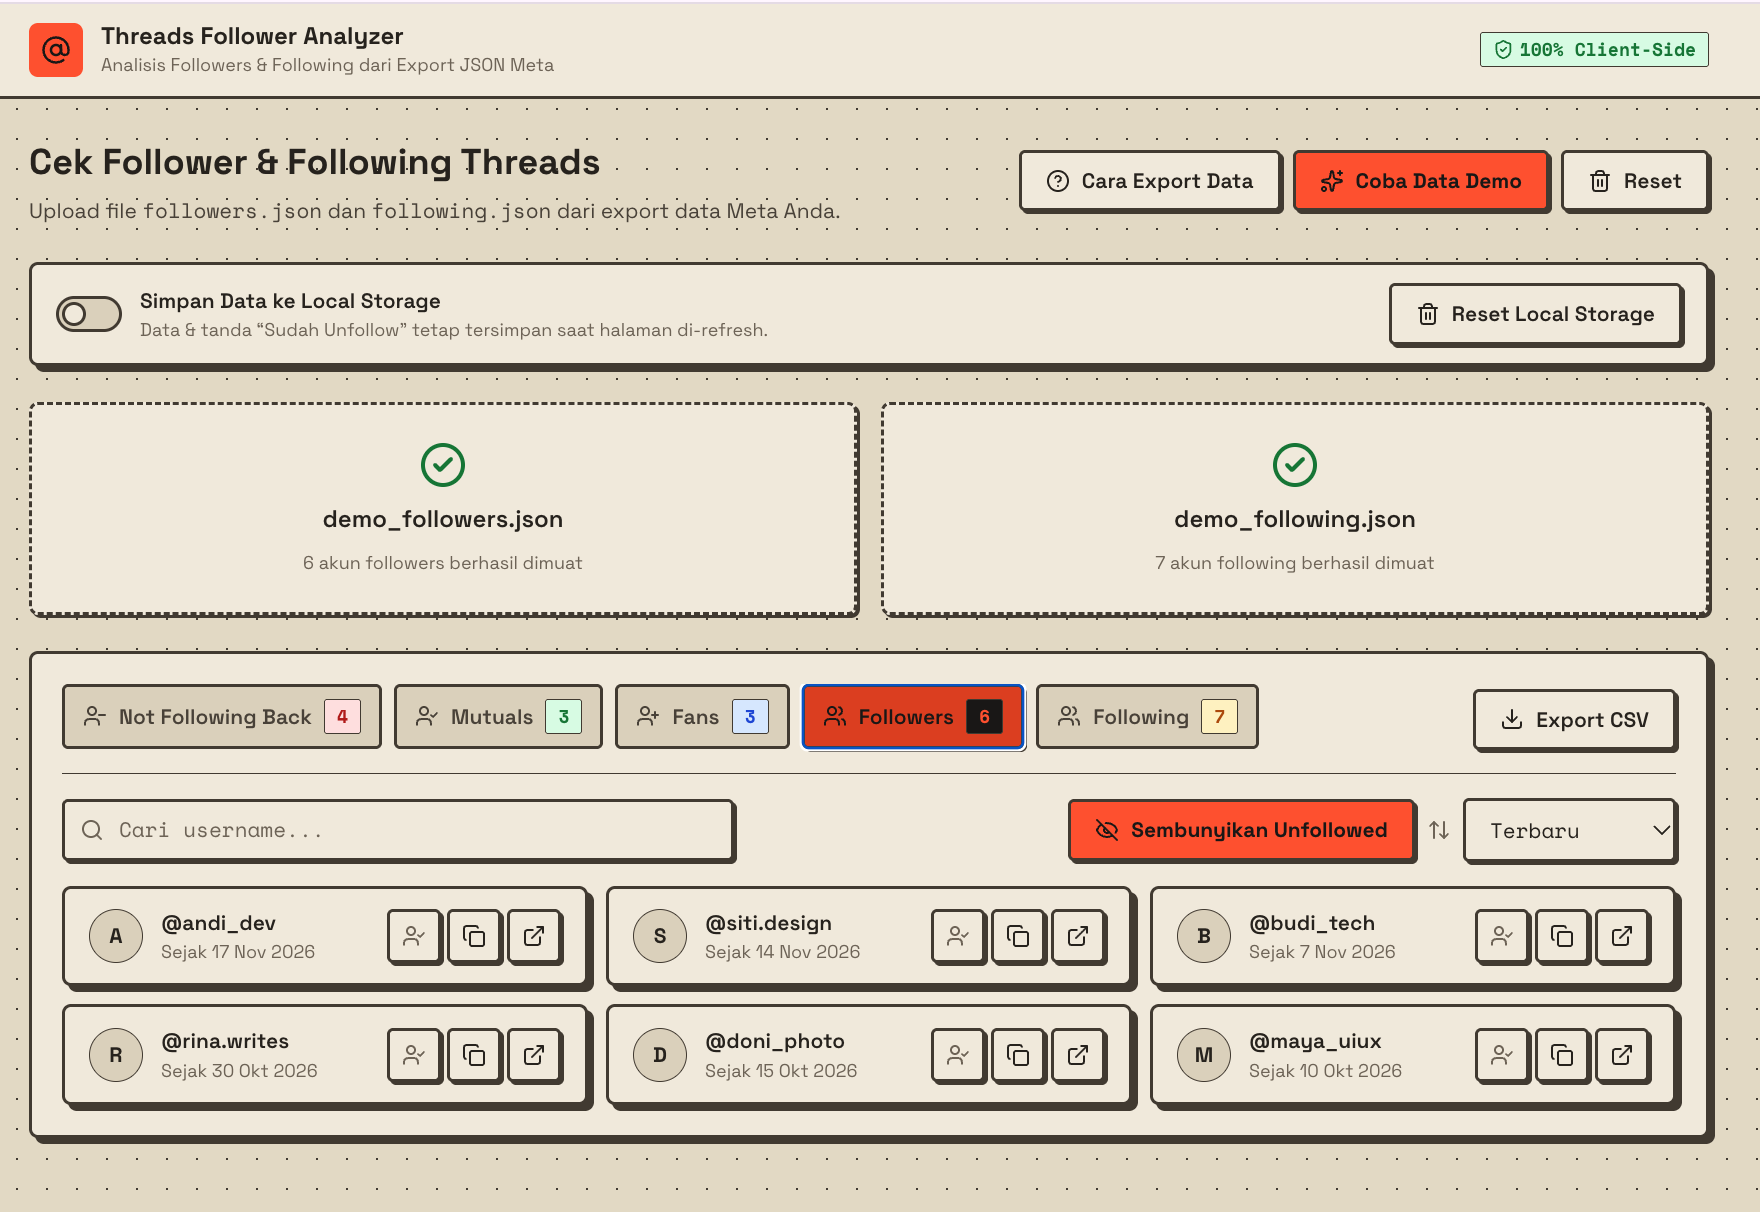 @
Threads Follower Analyzer
Analisis Followers & Following dari Export JSON Meta
100% Client-Side
Cek Follower & Following Threads
Upload file followers.json dan following.json dari export data Meta Anda.
Cara Export Data
Coba Data Demo
Reset
Simpan Data ke Local Storage
Data & tanda “Sudah Unfollow” tetap tersimpan saat halaman di-refresh.
Reset Local Storage
demo_followers.json
6 akun followers berhasil dimuat
demo_following.json
7 akun following berhasil dimuat
Not Following Back 4
Mutuals 3
Fans 3
Followers 6
Following 7
Export CSV
Cari username...
Sembunyikan Unfollowed
Terbaru
A
@andi_dev
Sejak 17 Nov 2026
S
@siti.design
Sejak 14 Nov 2026
B
@budi_tech
Sejak 7 Nov 2026
R
@rina.writes
Sejak 30 Okt 2026
D
@doni_photo
Sejak 15 Okt 2026
M
@maya_uiux
Sejak 10 Okt 2026